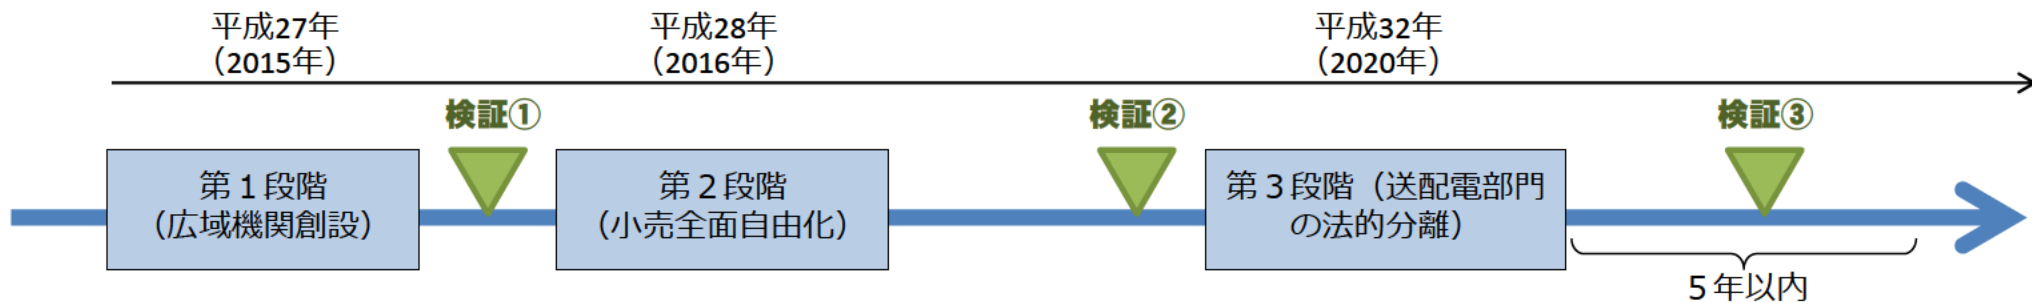 平成27年
（2015年）
平成28年
（2016年）
平成32年
（2020年）
検証①
検証②
検証③
第１段階
（広域機関創設）
第２段階
（小売全面自由化）
第３段階（送配電部門
の法的分離）
５年以内